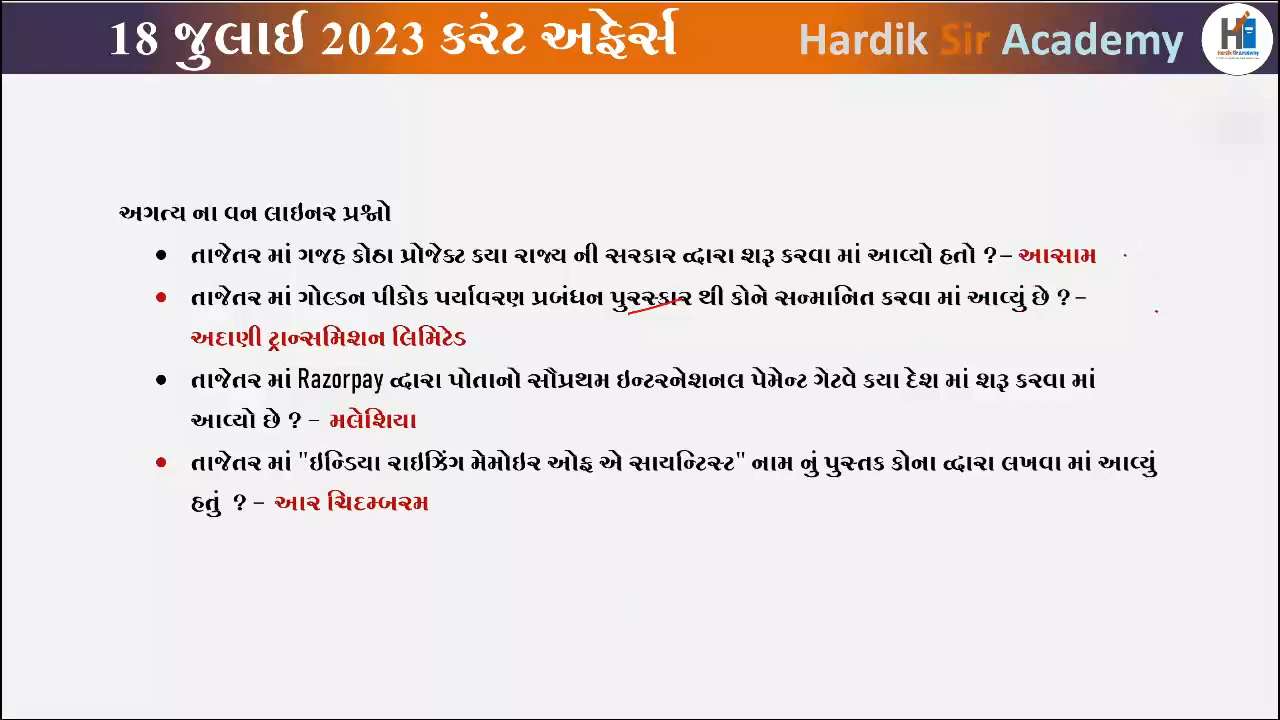 18 જુલાઈ 2023 કરંટ અફેર્સ
Hardik Sir Academy
Hardik Sir Academy
અગત્ય ના વન લાઇનર પ્રશ્નો
• તાજેતર માં ગજહ કોઠા પ્રોજેક્ટ કયા રાજ્ય ની સરકાર દ્વારા શરૂ કરવા માં આવ્યો હતો ?– આસામ
• તાજેતર માં ગોલ્ડન પીકોક પર્યાવરણ પ્રબંધન પુરસ્કાર થી કોને સન્માનિત કરવા માં આવ્યું છે ? –
અદાણી ટ્રાન્સમિશન લિમિટેડ
• તાજેતર માં Razorpay દ્વારા પોતાનો સૌપ્રથમ ઇન્ટરનેશનલ પેમેન્ટ ગેટવે કયા દેશ માં શરૂ કરવા માં
આવ્યો છે ? – મલેશિયા
• તાજેતર માં "ઇન્ડિયા રાઇઝિંગ મેમોઇર ઓફ એ સાયન્ટિસ્ટ" નામ નું પુસ્તક કોના દ્વારા લખવા માં આવ્યું
હતું ? – આર ચિદમ્બરમ